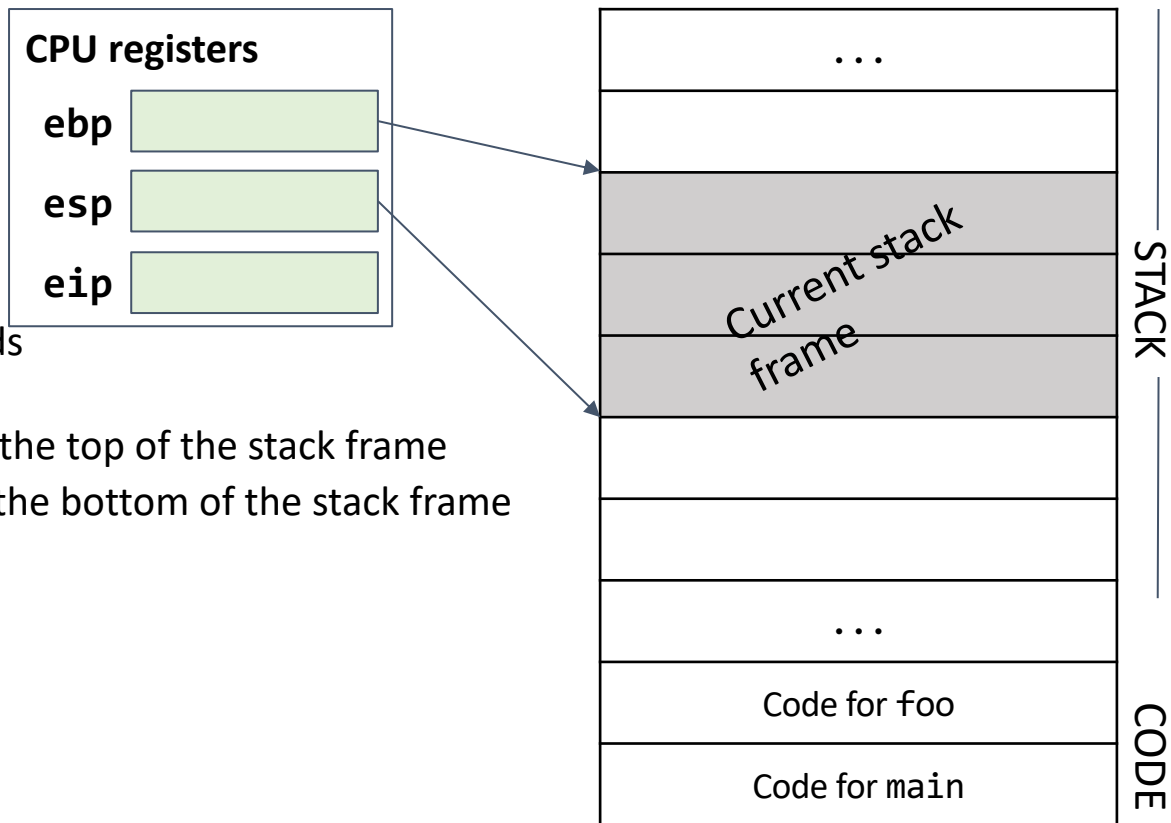 CPU registers
ebp
esp
eip
the top of the stack frame
the bottom of the stack frame
...
Current stack
frame
...
Code for foo
Code for main
STACK
CODE